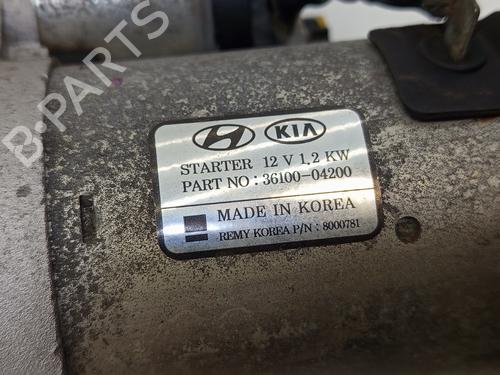 B-PARTS
KIA
STARTER 12 V 1,2 KW
PART NO : 36100-04200
MADE IN KOREA
REMY KOREA P/N : 8000781